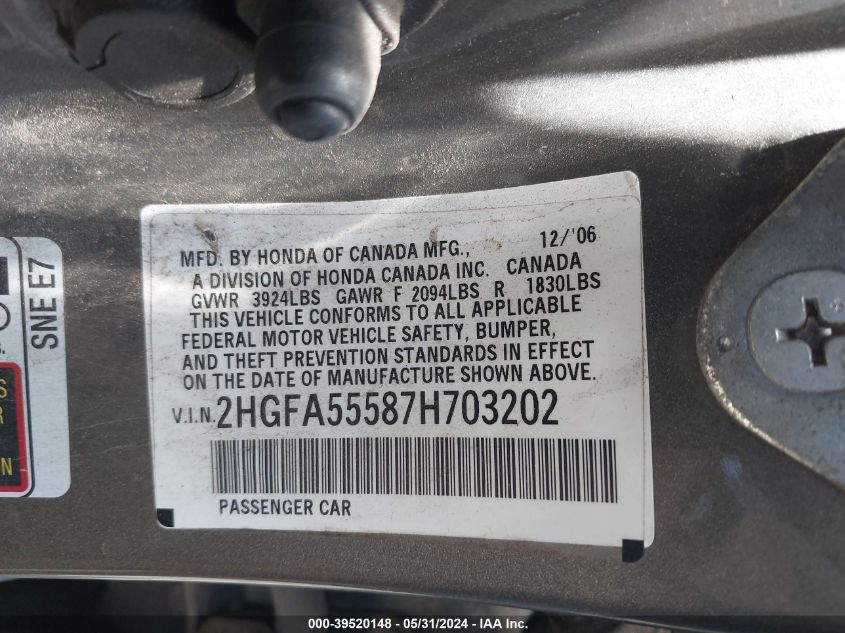 MFD. BY HONDA OF CANADA MFG., 12/'06
A DIVISION OF HONDA CANADA INC. CANADA
GVWR 3924LBS GAWR F 2094LBS R 1830LBS
THIS VEHICLE CONFORMS TO ALL APPLICABLE
FEDERAL MOTOR VEHICLE SAFETY, BUMPER,
AND THEFT PREVENTION STANDARDS IN EFFECT
ON THE DATE OF MANUFACTURE SHOWN ABOVE.
V.I.N. 2HGFA55587H703202
PASSENGER CAR
SNE E7
000-39520148 - 05/31/2024 - IAAI Inc.